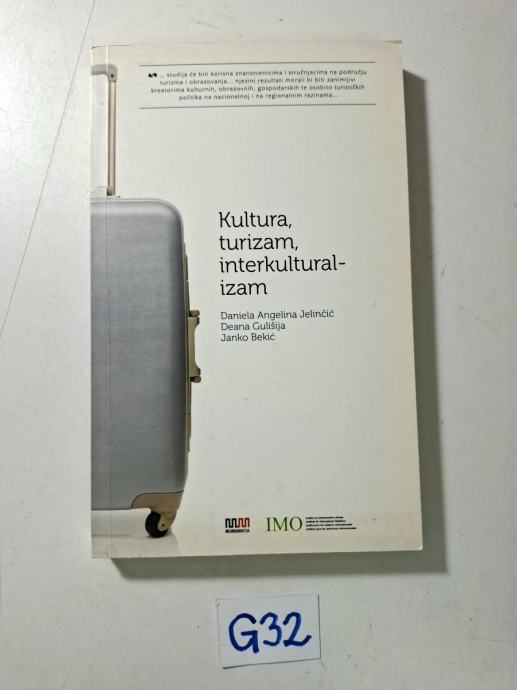 ... studija će biti korisna znanstvenicima i stručnjacima na području
turizma i obrazovanja... njezini rezultati morali bi biti zanimljivi
kreatorima kulturnih, obrazovnih, gospodarskih te osobito turističkih
politika na nacionalnoj i na regionalnim razinama...
Kultura,
turizam,
interkultural-
izam
Daniela Angelina Jelinčić
Deana Gulišija
Janko Bekić
IMO
G32